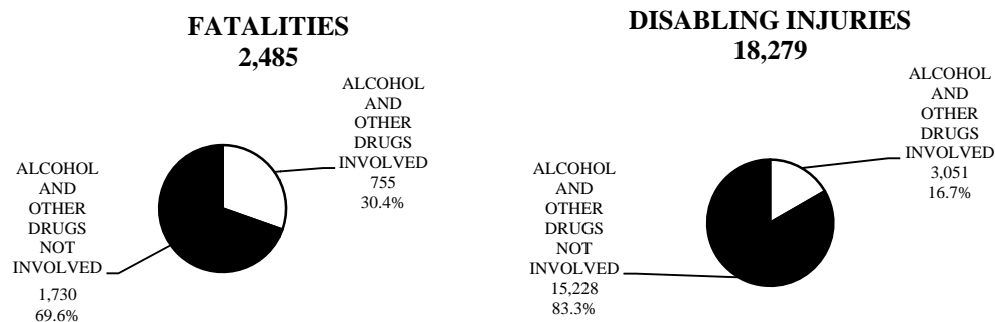 FATALITIES
2,485
ALCOHOL
AND
OTHER
DRUGS
INVOLVED
755
30.4%
ALCOHOL
AND
OTHER
DRUGS
NOT
INVOLVED
1,730
69.6%
DISABLING INJURIES
18,279
ALCOHOL
AND
OTHER
DRUGS
INVOLVED
3,051
16.7%
ALCOHOL
AND
OTHER
DRUGS
NOT
INVOLVED
15,228
83.3%